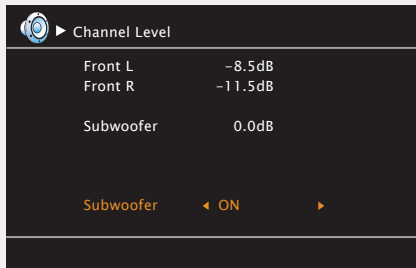 Channel Level
Front L –8.5dB
Front R –11.5dB
Subwoofer 0.0dB
Subwoofer ON